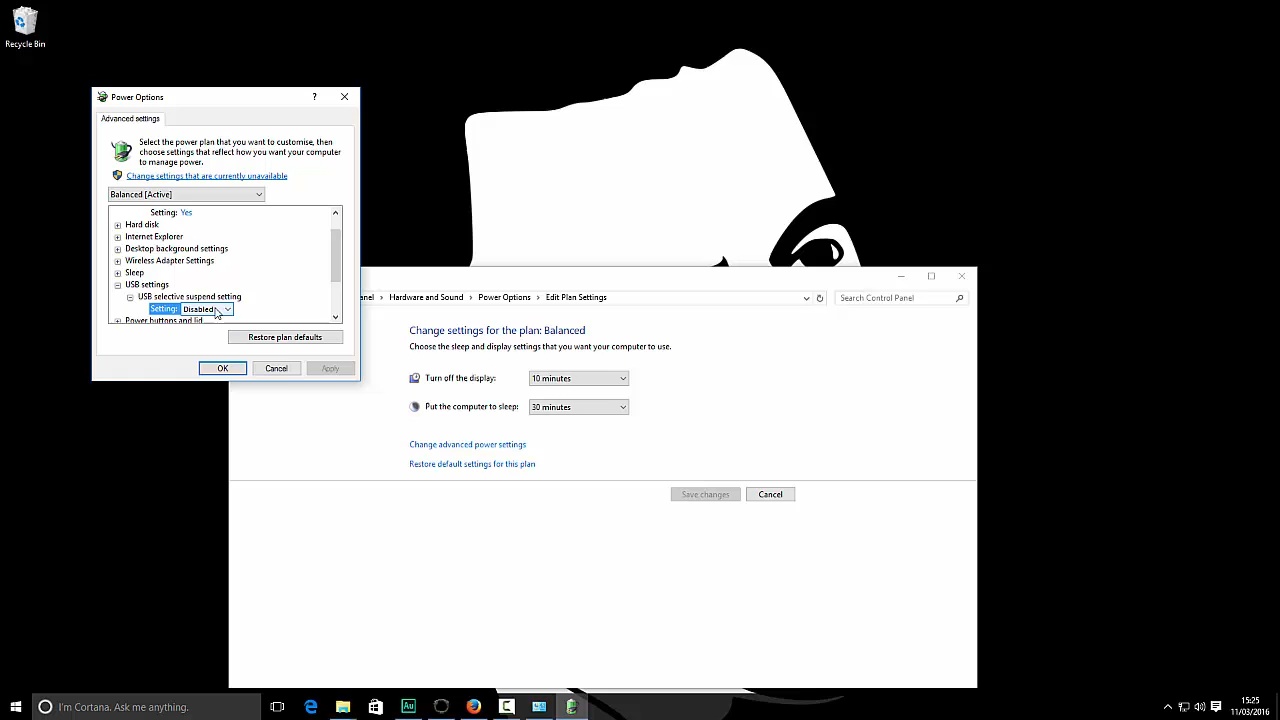 Recycle Bin
Power Options
?
Advanced settings
Select the power plan that you want to customise, then
choose settings that reflect how you want your computer
to manage power.
Change settings that are currently unavailable
Balanced [Active]
Setting: Yes
Hard disk
Internet Explorer
Desktop background settings
Wireless Adapter Settings
Sleep
USB settings
USB selective suspend setting
Setting: Disabled
Power buttons and lid
Restore plan defaults
OK Cancel Apply
Hardware and Sound Power Options Edit Plan Settings Search Control Panel
Change settings for the plan: Balanced
Choose the sleep and display settings that you want your computer to use.
Turn off the display: 10 minutes
Put the computer to sleep: 30 minutes
Change advanced power settings
Restore default settings for this plan
Save changes Cancel
I'm Cortana. Ask me anything.
Au
15:25
11/03/2016